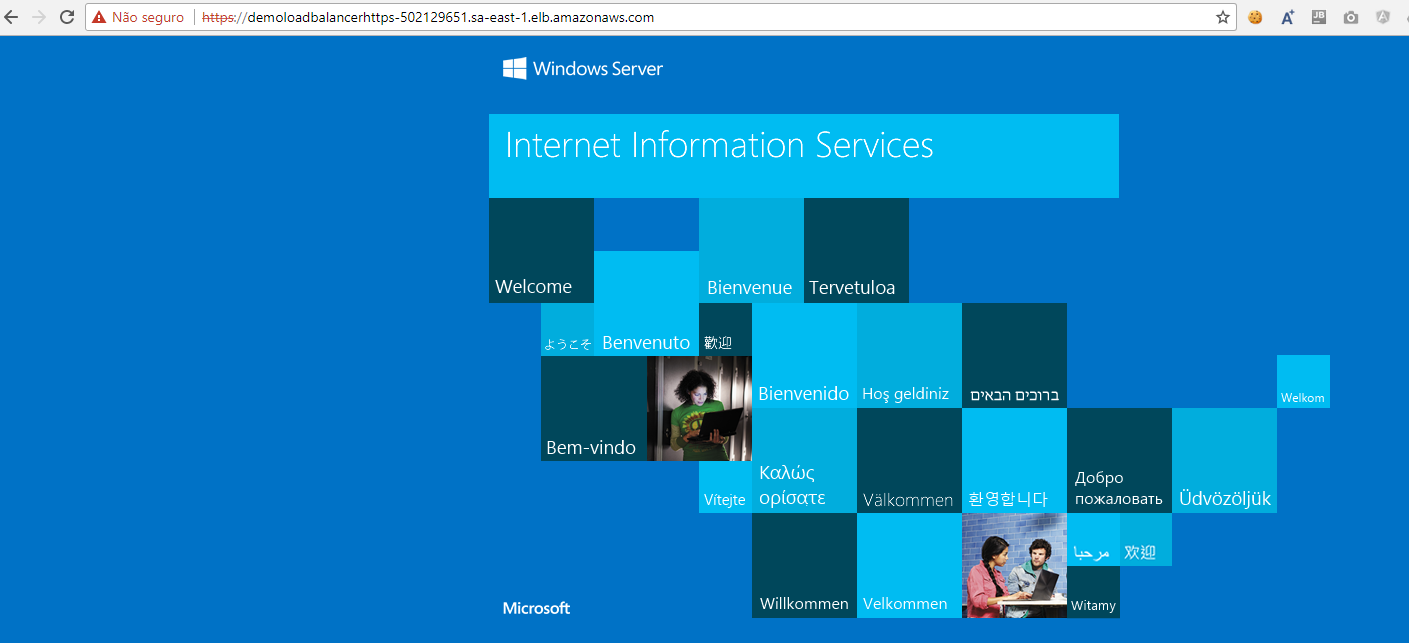 Não seguro
https://demoloadbalancerhttps-502129651.sa-east-1.elb.amazonaws.com
JB
Windows Server
Internet Information Services
Welcome
Bienvenue
Tervetuloa
ようこそ
Benvenuto
歡迎
Bienvenido
Hoş geldiniz
ברוכים הבאים
Welkom
Bem-vindo
Vítejte
Καλώς
ορίσατε
Välkommen
환영합니다
Добро
пожаловать
Üdvözöljük
مرحبا
欢迎
Willkommen
Velkommen
Witamy
Microsoft